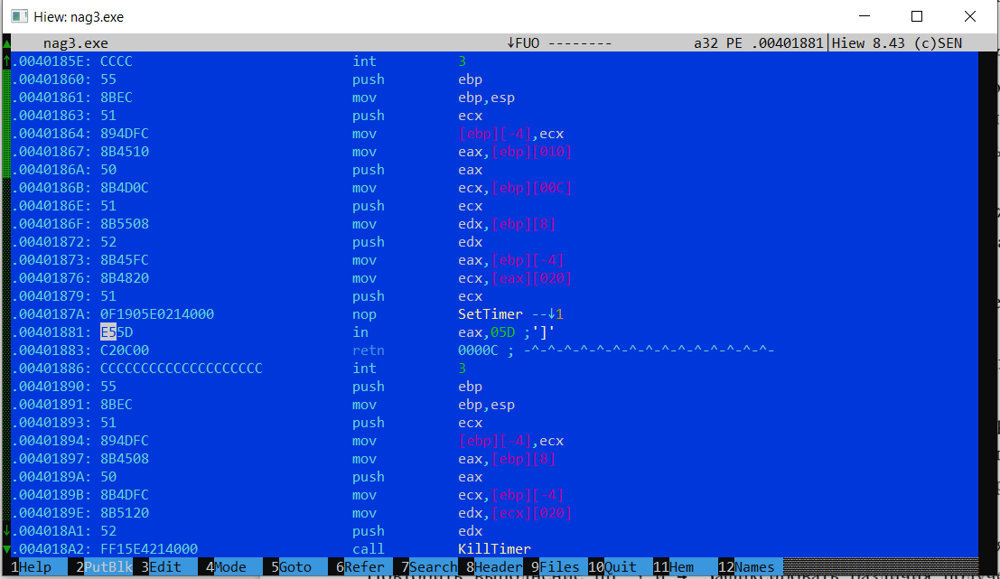 Hiew: nag3.exe
nag3.exe ↓FUO -------- a32 PE .00401881 Hiew 8.43 (c)SEN
.0040185E: CCCC int 3
.00401860: 55 push ebp
.00401861: 8BEC mov ebp,esp
.00401863: 51 push ecx
.00401864: 894DFC mov [ebp][-4],ecx
.00401867: 8B4510 mov eax,[ebp][010]
.0040186A: 50 push eax
.0040186B: 8B4D0C mov ecx,[ebp][00C]
.0040186E: 51 push ecx
.0040186F: 8B5508 mov edx,[ebp][8]
.00401872: 52 push edx
.00401873: 8B45FC mov eax,[ebp][-4]
.00401876: 8B4820 mov ecx,[eax][020]
.00401879: 51 push ecx
.0040187A: 0F1905E0214000 nop SetTimer --↓1
.00401881: E55D in eax,05D ;']'
.00401883: C20C00 retn 0000C ; -^-^-^-^-^-^-^-^-^-^-^-^-^-^-^-
.00401886: CCCCCCCCCCCCCCCCCCCC int 3
.00401890: 55 push ebp
.00401891: 8BEC mov ebp,esp
.00401893: 51 push ecx
.00401894: 894DFC mov [ebp][-4],ecx
.00401897: 8B4508 mov eax,[ebp][8]
.0040189A: 50 push eax
.0040189B: 8B4DFC mov ecx,[ebp][-4]
.0040189E: 8B5120 mov edx,[ecx][020]
.004018A1: 52 push edx
.004018A2: FF15E4214000 call KillTimer
1Help 2PutBlk 3Edit 4Mode 5Goto 6Refer 7Search 8Header 9Files 10Quit 11Hem 12Names